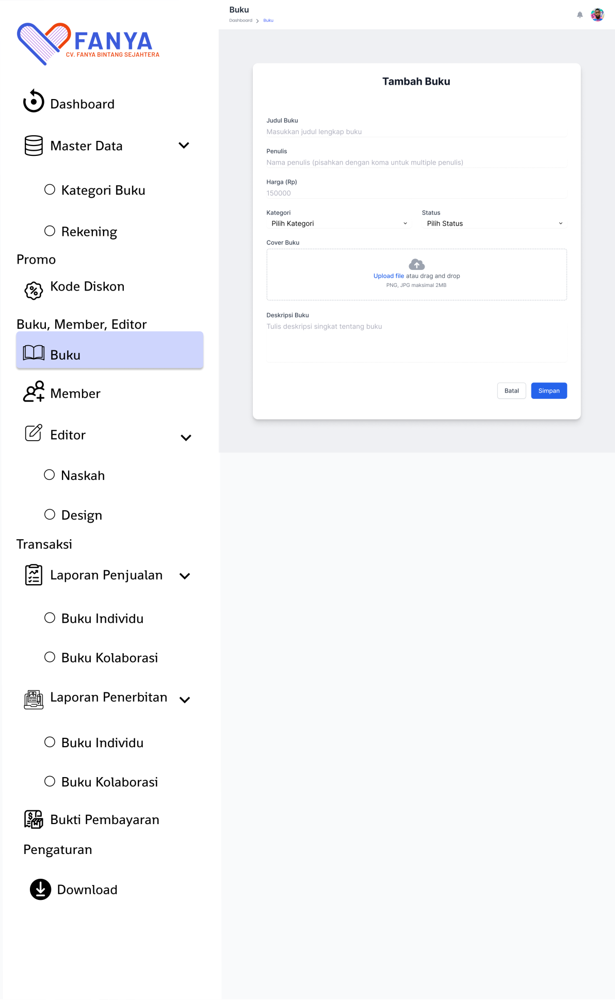 FANYA
CV. FANYA BINTANG SEJAHTERA
Dashboard
Master Data
Kategori Buku
Rekening
Promo
Kode Diskon
Buku, Member, Editor
Buku
Member
Editor
Naskah
Design
Transaksi
Laporan Penjualan
Buku Individu
Buku Kolaborasi
Laporan Penerbitan
Buku Individu
Buku Kolaborasi
Bukti Pembayaran
Pengaturan
Download
Buku
Dashboard > Buku
Tambah Buku
Judul Buku
Masukkan judul lengkap buku
Penulis
Nama penulis (pisahkan dengan koma untuk multiple penulis)
Harga (Rp)
150000
Kategori Status
Pilih Kategori Pilih Status
Cover Buku
Upload file atau drag and drop
PNG, JPG maksimal 2MB
Deskripsi Buku
Tulis deskripsi singkat tentang buku
Batal Simpan